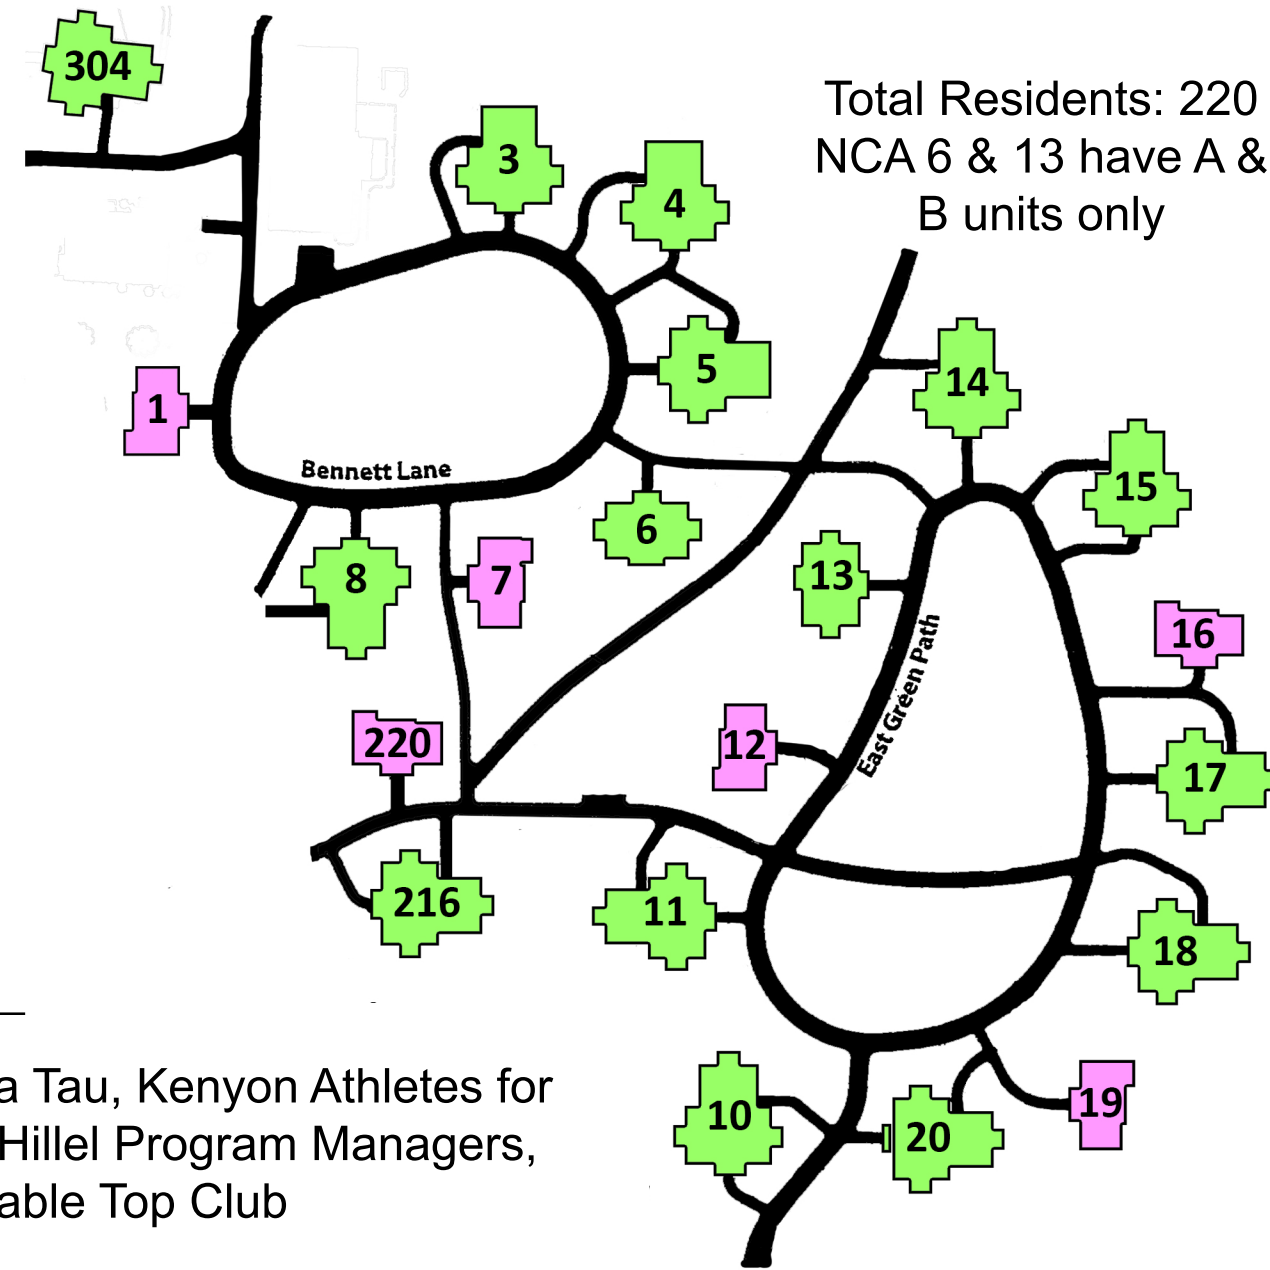 304
Total Residents: 220
NCA 6 & 13 have A &
B units only
3
4
5
14
1
Bennett Lane
15
6
8
7
13
16
East Green Path
220
12
17
216
11
18
10
20
19
a Tau, Kenyon Athletes for
Hillel Program Managers,
able Top Club